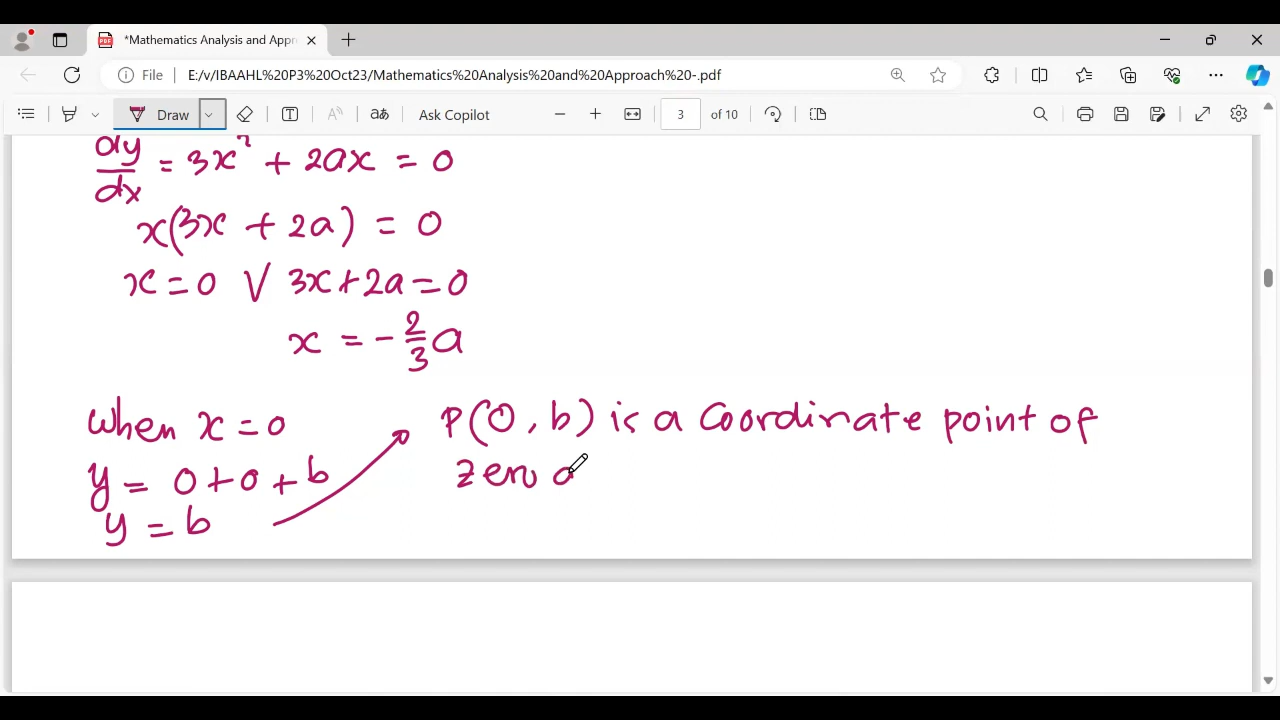 *Mathematics Analysis and Appr
File
E:/v/IBAAHL%20P3%20Oct23/Mathematics%20Analysis%20and%20Approach%20-.pdf
Draw
Ask Copilot
3 of 10
dy/dx = 3x² + 2ax = 0
x(3x + 2a) = 0
x = 0 V 3x + 2a = 0
x = - 2/3 a
When x = 0
y = 0 + 0 + b
y = b
P(0, b) is a Coordinate point of
zero